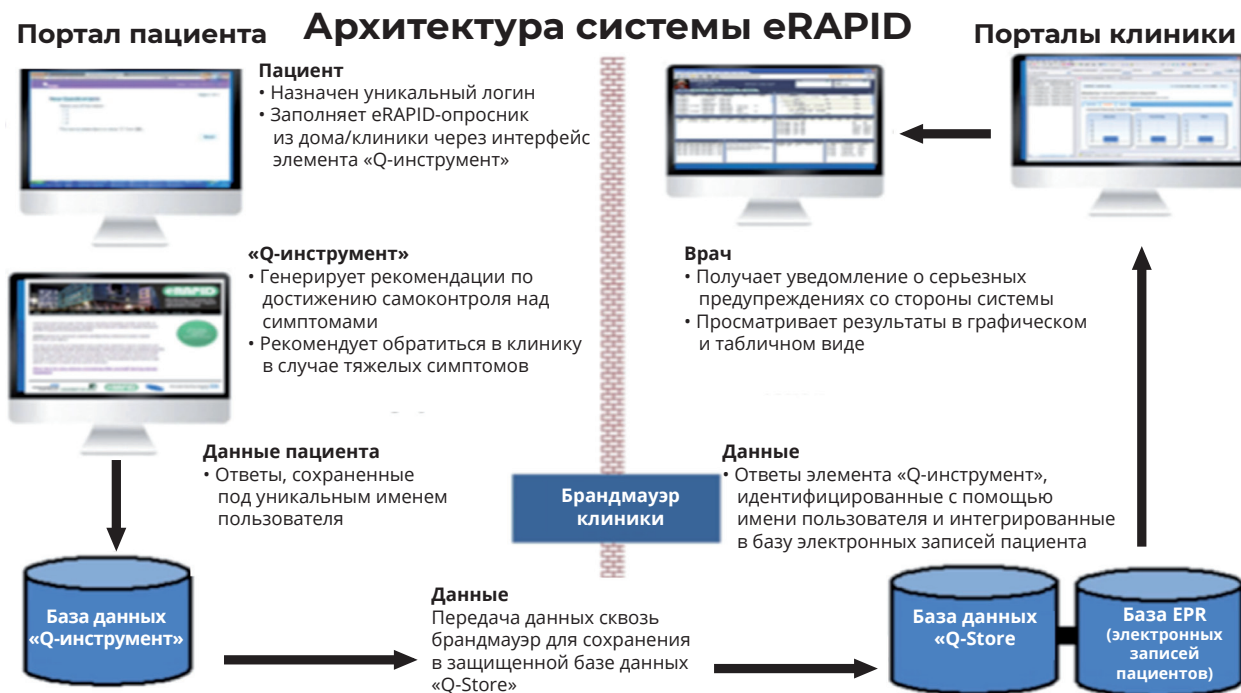 Архитектура системы eRAPID
Портал пациента
Порталы клиники
Пациент
• Назначен уникальный логин
• Заполняет eRAPID-опросник
из дома/клиники через интерфейс
элемента «Q-инструмент»
«Q-инструмент»
• Генерирует рекомендации по
достижению самоконтроля над
симптомами
• Рекомендует обратиться в клинику
в случае тяжелых симптомов
eRAPID
Врач
• Получает уведомление о серьезных
предупреждениях со стороны системы
• Просматривает результаты в графическом
и табличном виде
Данные пациента
• Ответы, сохраненные
под уникальным именем
пользователя
Брандмауэр
клиники
Данные
• Ответы элемента «Q-инструмент»,
идентифицированные с помощью
имени пользователя и интегрированные
в базу электронных записей пациента
База данных
«Q-инструмент»
Данные
Передача данных сквозь
брандмауэр для сохранения
в защищенной базе данных
«Q-Store»
База данных
«Q-Store
База EPR
(электронных
записей
пациентов)